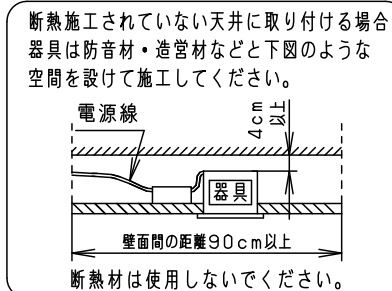 断熱施工されていない天井に取り付ける場合
器具は防音材・造営材などと下図のような
空間を設けて施工してください。
電源線
4cm
以上
器具
壁面間の距離90cm以上
断熱材は使用しないでください。